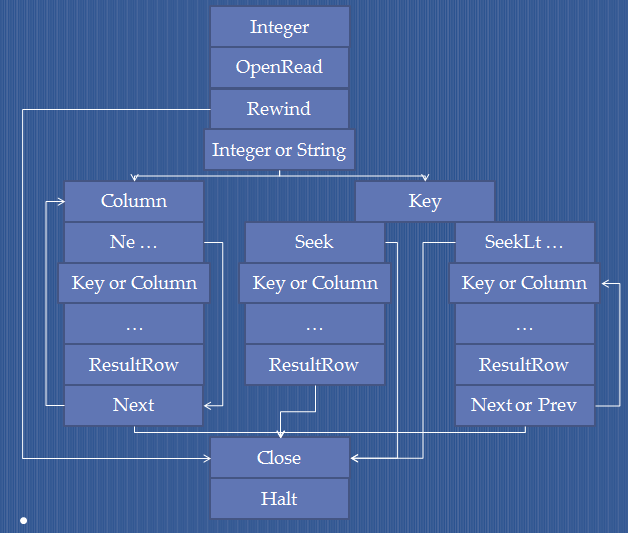 Integer
OpenRead
Rewind
Integer or String
Column
Ne …
Key or Column
…
ResultRow
Next
Key
Seek
Key or Column
…
ResultRow
SeekLt …
Key or Column
…
ResultRow
Next or Prev
Close
Halt